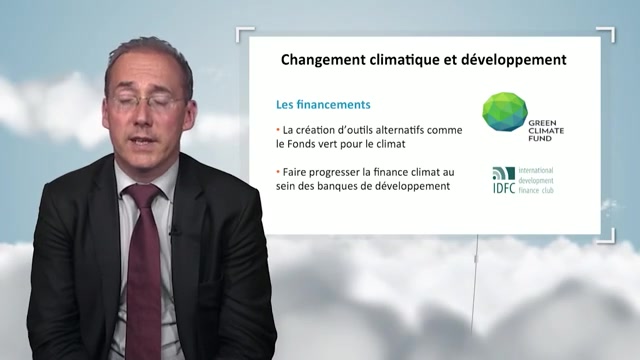 Changement climatique et développement
Les financements
• La création d'outils alternatifs comme
le Fonds vert pour le climat
• Faire progresser la finance climat au
sein des banques de développement
GREEN
CLIMATE
FUND
international
development
finance club
IDFC